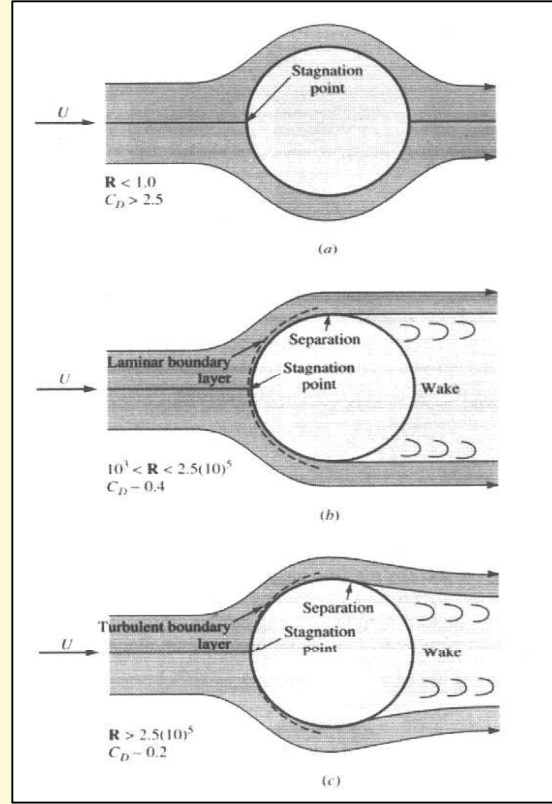 Stagnation
point
U
R < 1.0
C_D > 2.5
(a)
Separation
Laminar boundary
layer
Stagnation
point
U
Wake
10³ < R < 2.5(10)⁵
C_D ~ 0.4
(b)
Separation
Turbulent boundary
layer
Stagnation
point
U
Wake
R > 2.5(10)⁵
C_D ~ 0.2
(c)